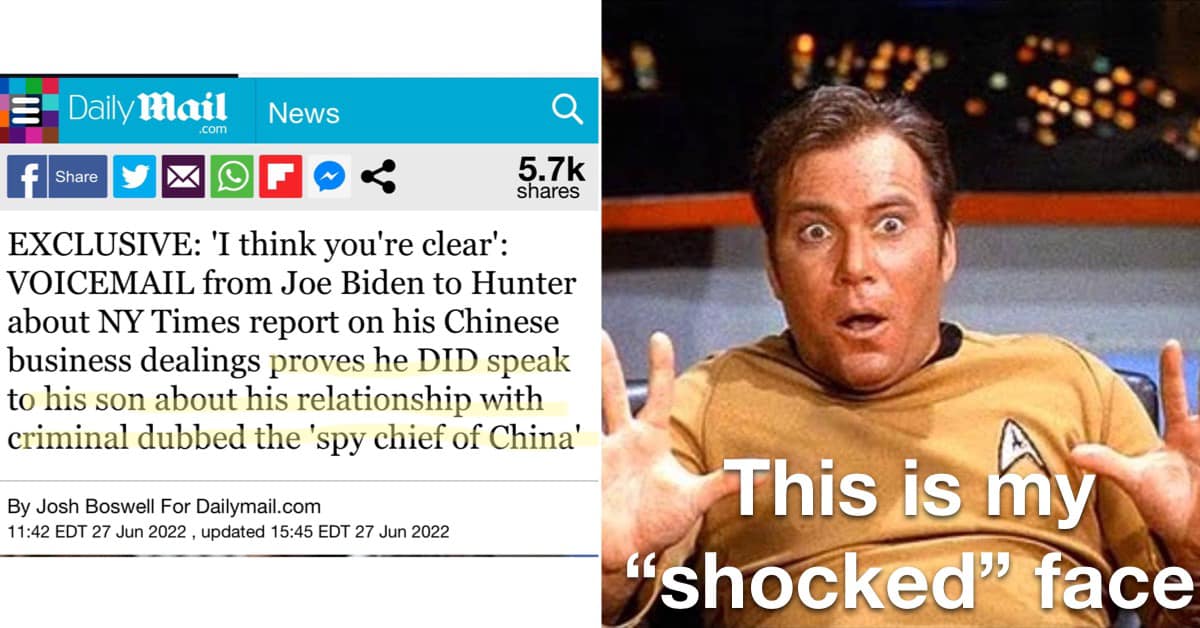 Daily Mail
.com
News
f Share
5.7k
shares
EXCLUSIVE: 'I think you're clear':
VOICEMAIL from Joe Biden to Hunter
about NY Times report on his Chinese
business dealings proves he DID speak
to his son about his relationship with
criminal dubbed the 'spy chief of China'
By Josh Boswell For Dailymail.com
11:42 EDT 27 Jun 2022 , updated 15:45 EDT 27 Jun 2022
This is my
“shocked” face